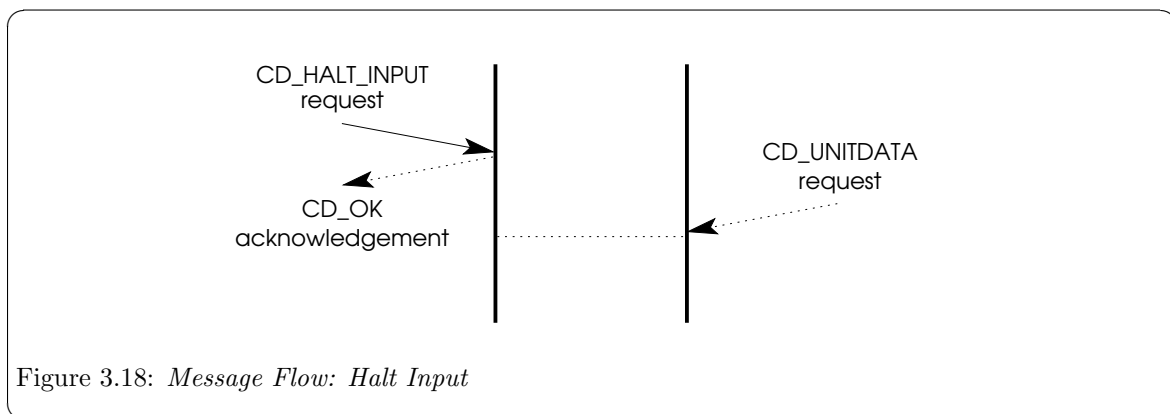 CD_HALT_INPUT
request
CD_UNITDATA
request
CD_OK
acknowledgement
Figure 3.18: Message Flow: Halt Input